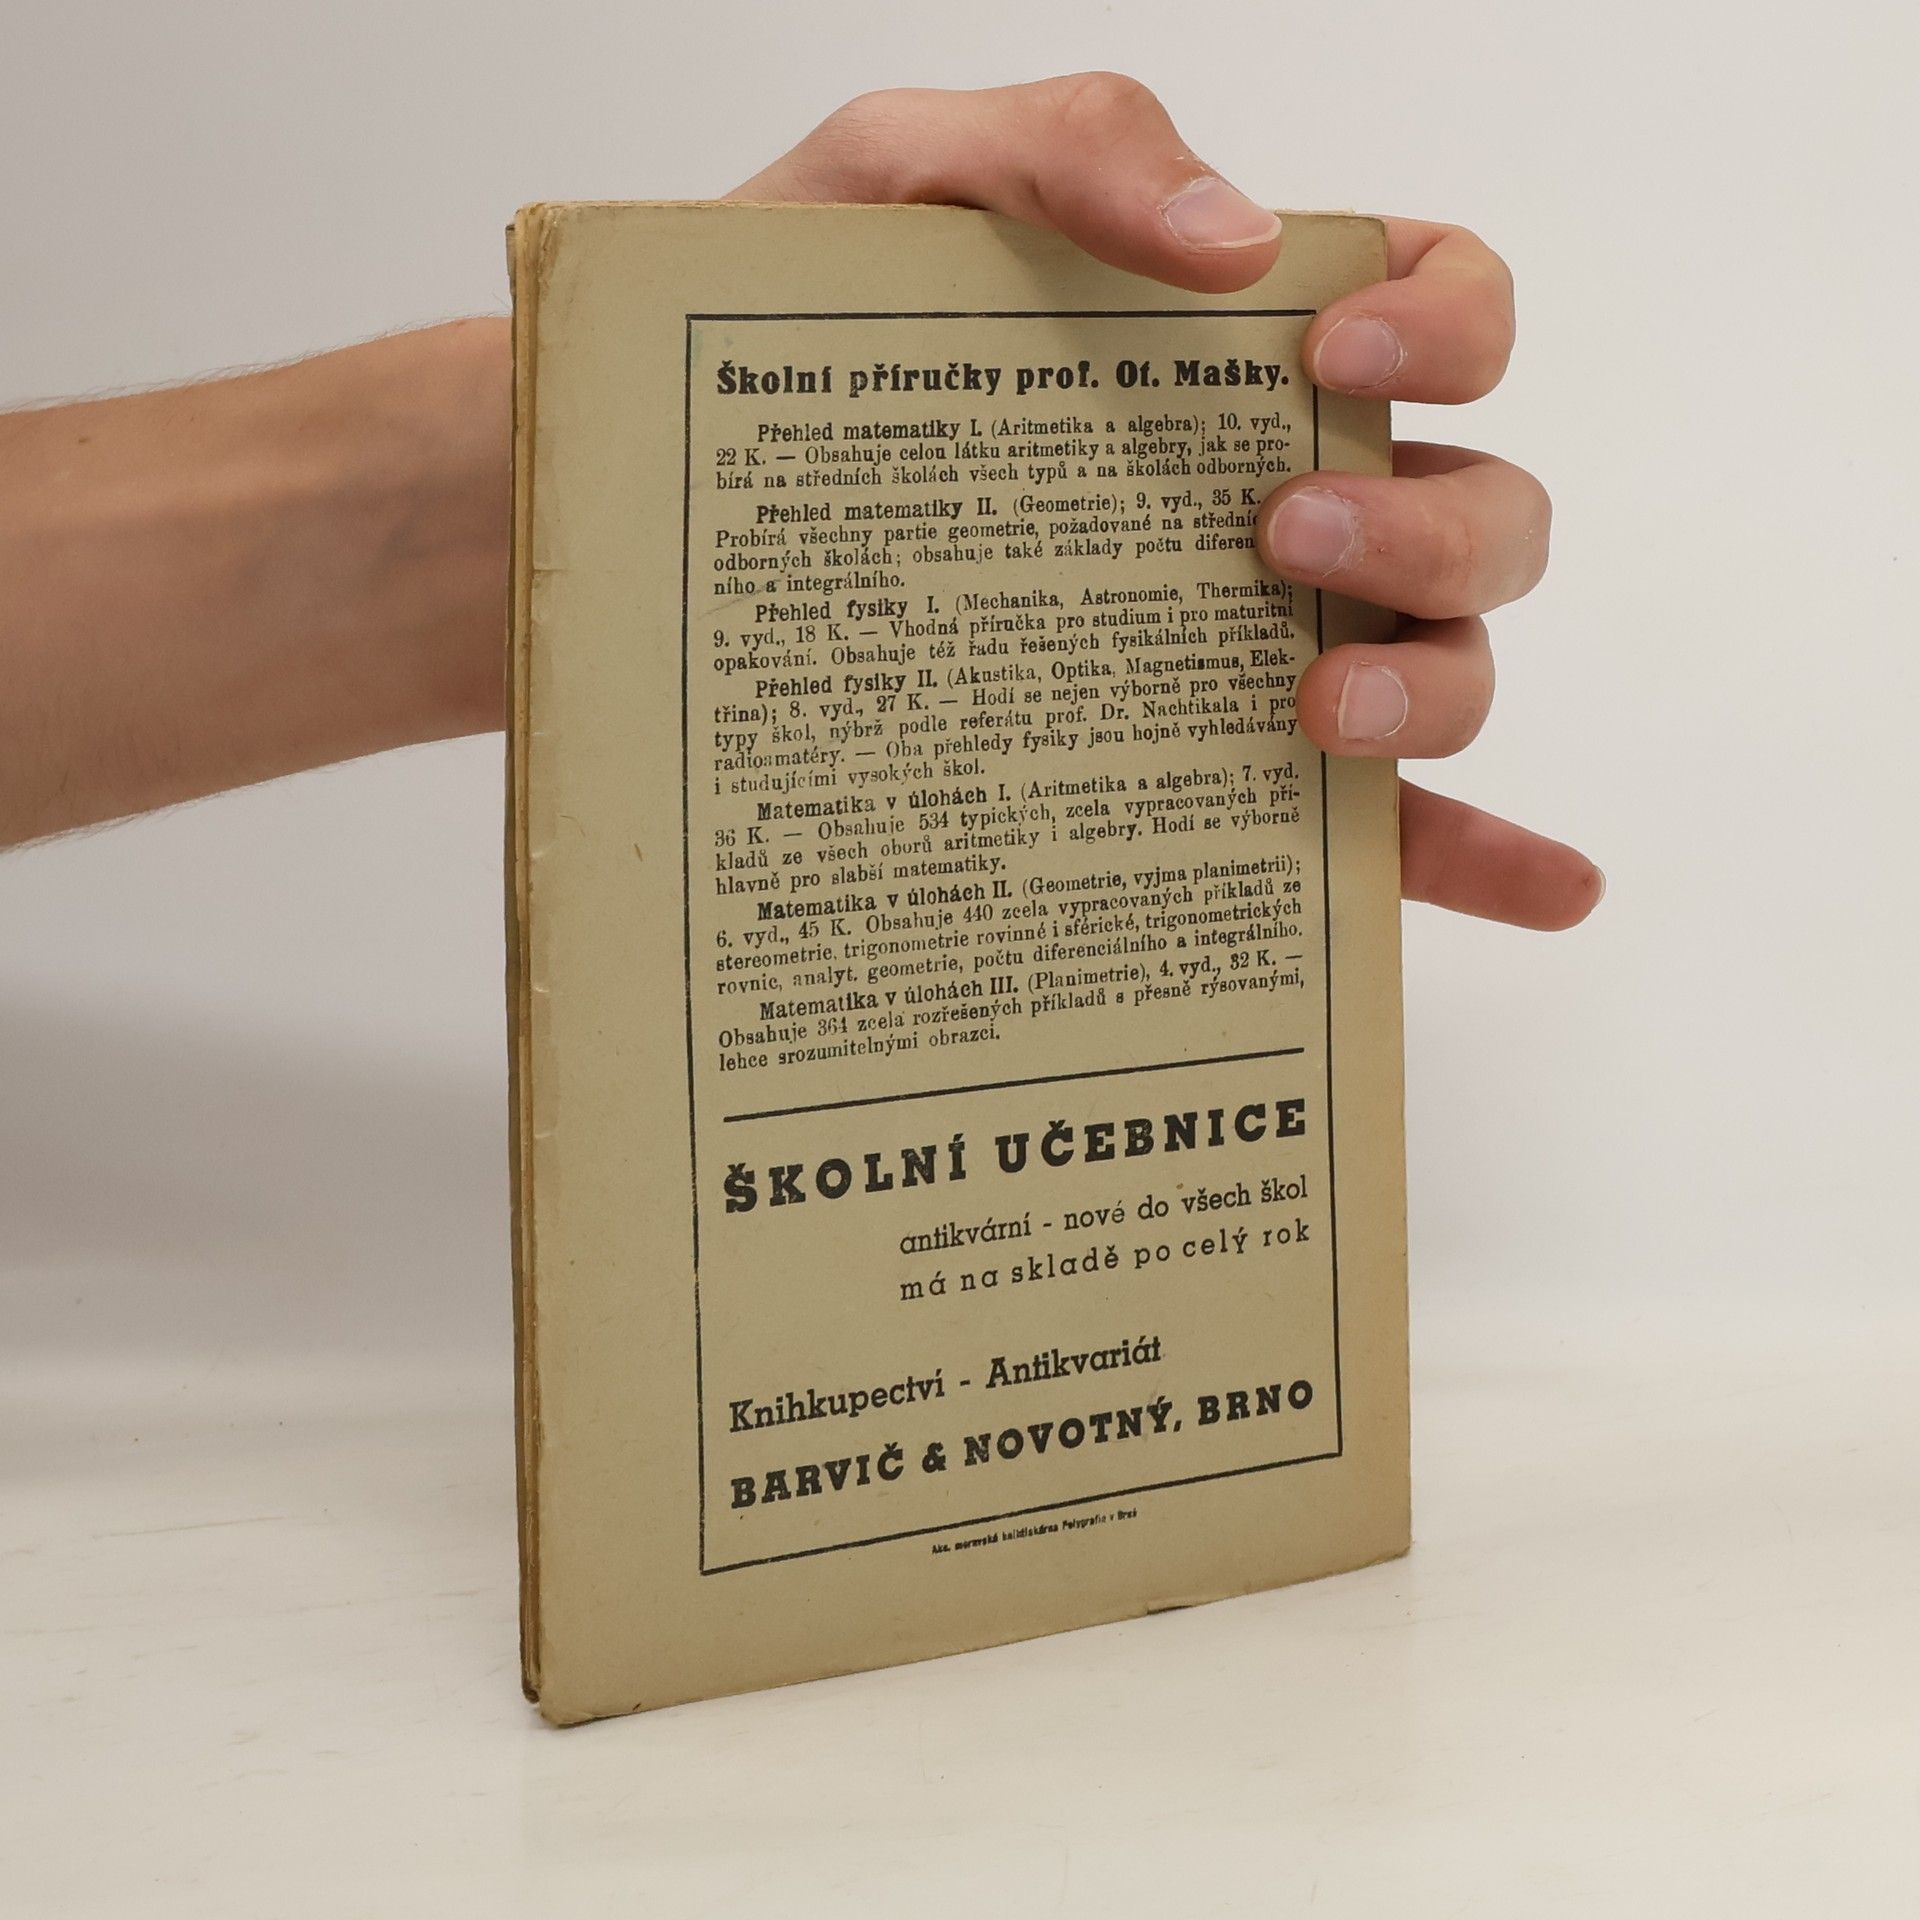 Školní příručky prof. Ot. Mašky.
Přehled matematiky I. (Aritmetika a algebra); 10. vyd.,
22 K. — Obsahuje celou látku aritmetiky a algebry, jak se pro-
bírá na středních školách všech typů a na školách odborných.
Přehled matematiky II. (Geometrie); 9. vyd., 35 K.
Probírá všechny partie geometrie, požadované na středníc
odborných školách; obsahuje také základy počtu diferen
ního a integrálního.
Přehled fysiky I. (Mechanika, Astronomie, Thermika);
9. vyd., 18 K. — Vhodná příručka pro studium i pro maturitní
opakování. Obsahuje též řadu řešených fysikálních příkladů.
Přehled fysiky II. (Akustika, Optika, Magnetismus, Elek-
třina); 8. vyd., 27 K. — Hodí se nejen výborně pro všechny
typy škol, nýbrž podle referátu prof. Dr. Nachtikala i pro
radioamatéry. — Oba přehledy fysiky jsou hojně vyhledávány
i studujícími vysokých škol.
Matematika v úlohách I. (Aritmetika a algebra); 7. vyd.
36 K. — Obsahuje 534 typických, zcela vypracovaných pří-
kladů ze všech oborů aritmetiky i algebry. Hodí se výborně
hlavně pro slabší matematiky.
Matematika v úlohách II. (Geometrie, vyjma planimetrii);
6. vyd., 45 K. Obsahuje 440 zcela vypracovaných příkladů ze
stereometrie, trigonometrie rovinné i sférické, trigonometrických
rovnic, analyt. geometrie, počtu diferenciálního a integrálního.
Matematika v úlohách III. (Planimetrie), 4. vyd., 32 K. —
Obsahuje 364 zcela rozřešených příkladů s přesně rýsovanými,
lehce srozumitelnými obrazci.
ŠKOLNÍ UČEBNICE
antikvární - nové do všech škol
má na skladě po celý rok
Knihkupectví - Antikvariát
BARVIČ & NOVOTNÝ, BRNO
Akc. moravská knihtiskárna Polygrafie v Brně